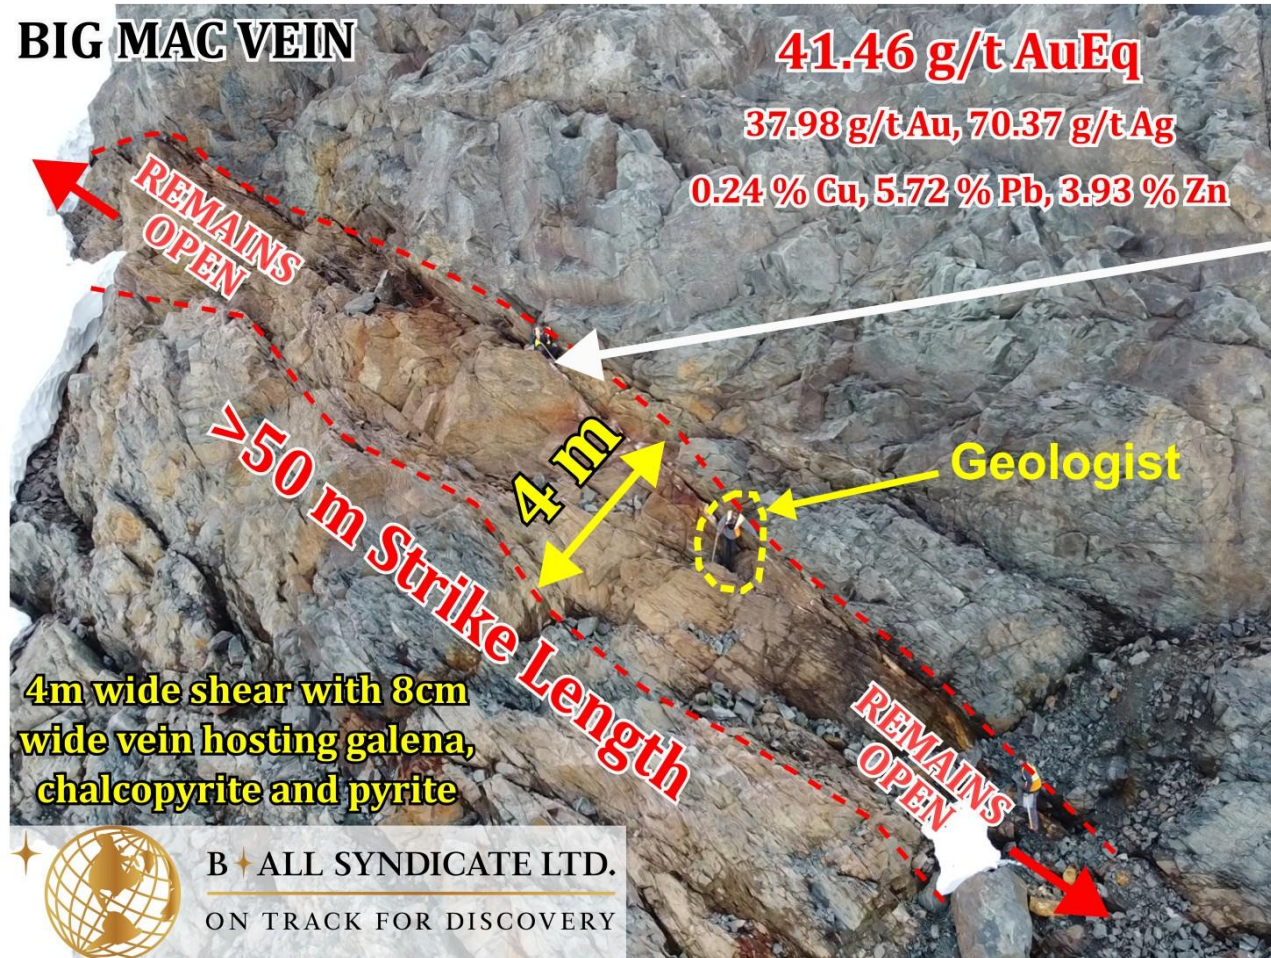 BIG MAC VEIN
41.46 g/t AuEq
37.98 g/t Au, 70.37 g/t Ag
0.24 % Cu, 5.72 % Pb, 3.93 % Zn
REMAINS
OPEN
4 m
Geologist
>50 m Strike Length
4m wide shear with 8cm
wide vein hosting galena,
chalcopyrite and pyrite
REMAINS
OPEN
B ALL SYNDICATE LTD.
ON TRACK FOR DISCOVERY